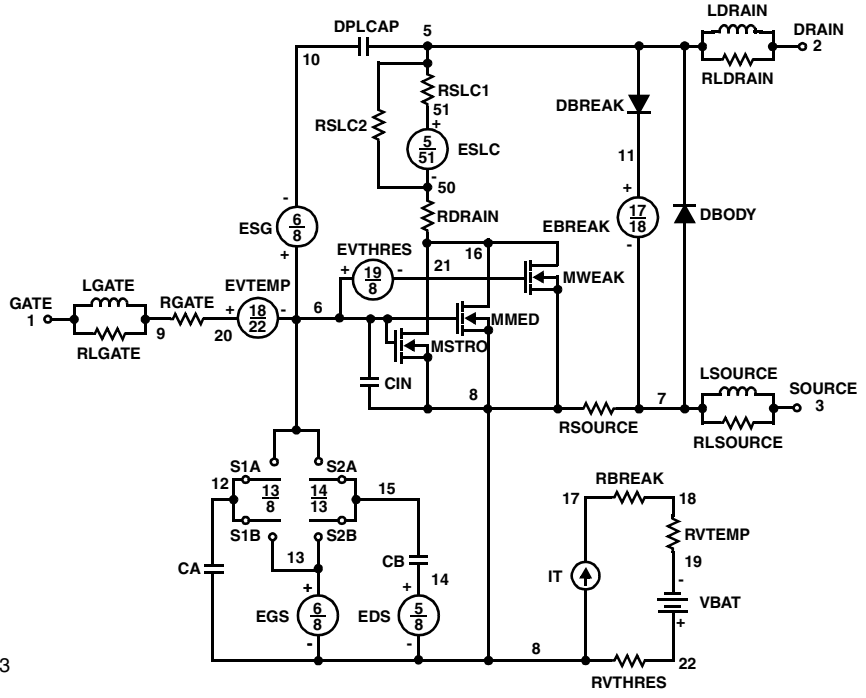 LDRAIN
DPLCAP
5
DRAIN
2
10
RLDRAIN
RSLC1
51
RSLC2
+
5
51
ESLC
-
50
DBREAK
11
+
17
18
EBREAK
-
DBODY
-
6
8
ESG
+
RDRAIN
EVTHRES
+
19
8
-
21
16
MWEAK
LGATE
GATE
1
RLGATE
9
RGATE
20
EVTEMP
+
18
22
-
6
MMED
MSTRO
CIN
8
RSOURCE
7
LSOURCE
SOURCE
3
RLSOURCE
S1A
S2A
12
13
8
14
13
15
S1B
S2B
13
CA
CB
14
+
6
8
EGS
-
+
5
8
EDS
-
8
17
RBREAK
18
RVTEMP
19
IT
-
VBAT
+
22
RVTHRES
3